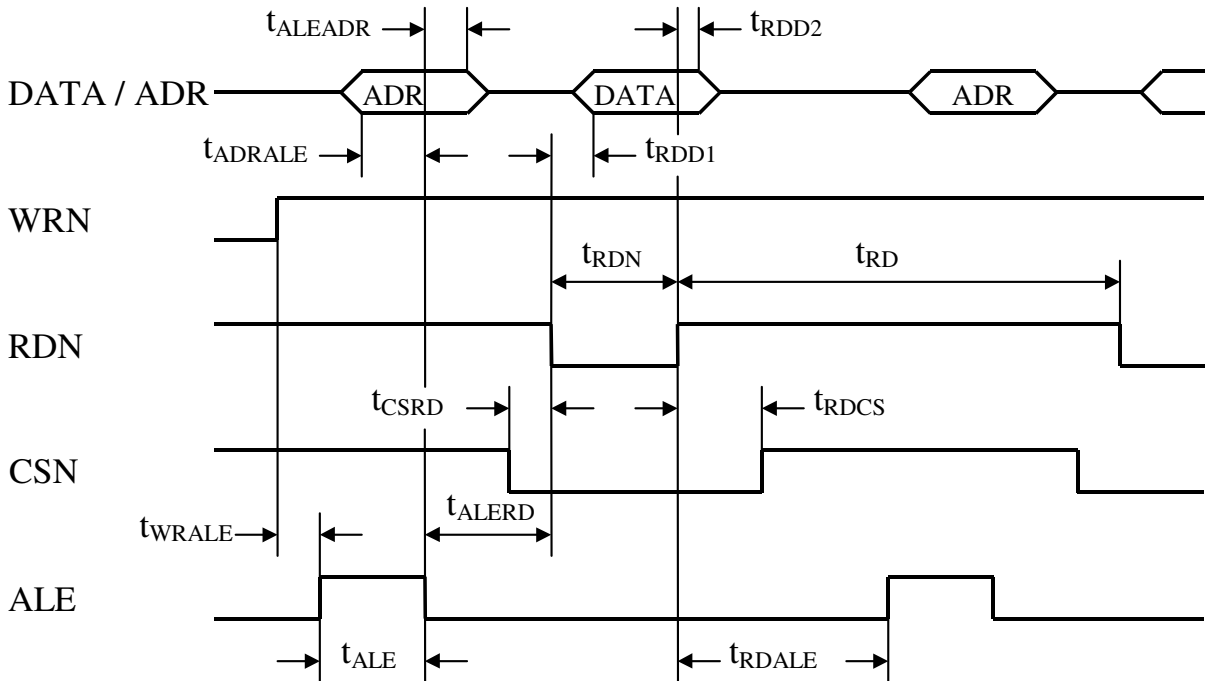 tALEADR tRDD2
DATA / ADR ADR DATA ADR
tADRALE tRDD1
WRN
tRDN tRD
RDN
tCSRD tRDCS
CSN
tALERD
tWRALE
ALE
tALE tRDALE